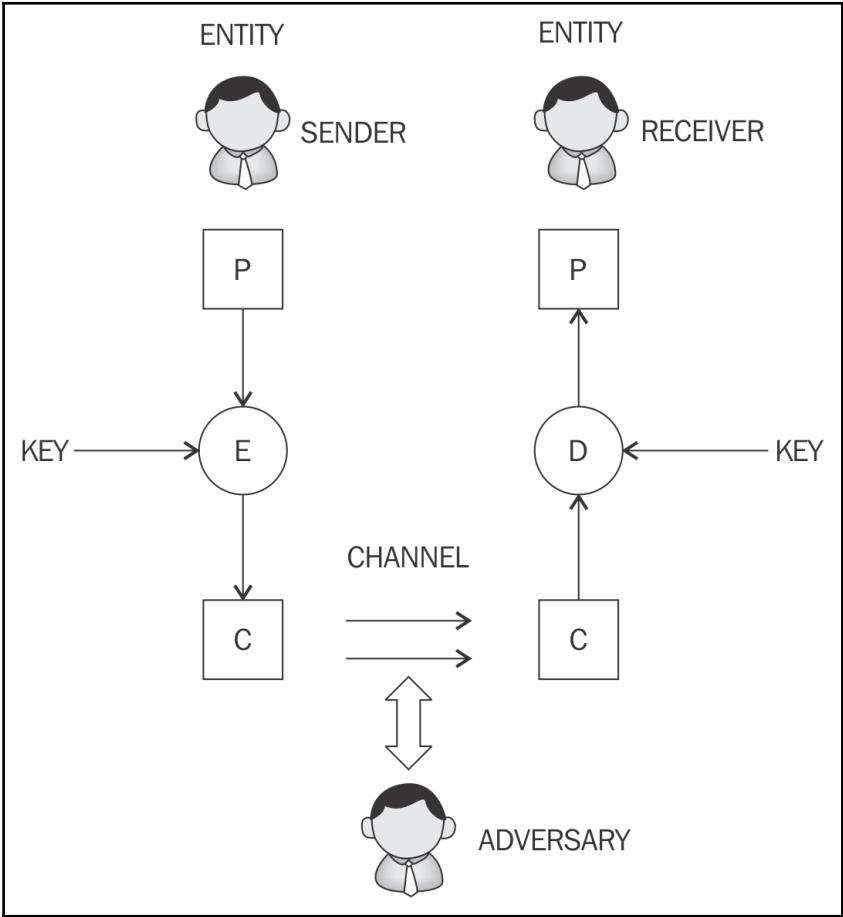 ENTITY
ENTITY
SENDER
RECEIVER
P
P
KEY
E
D
KEY
CHANNEL
C
C
ADVERSARY